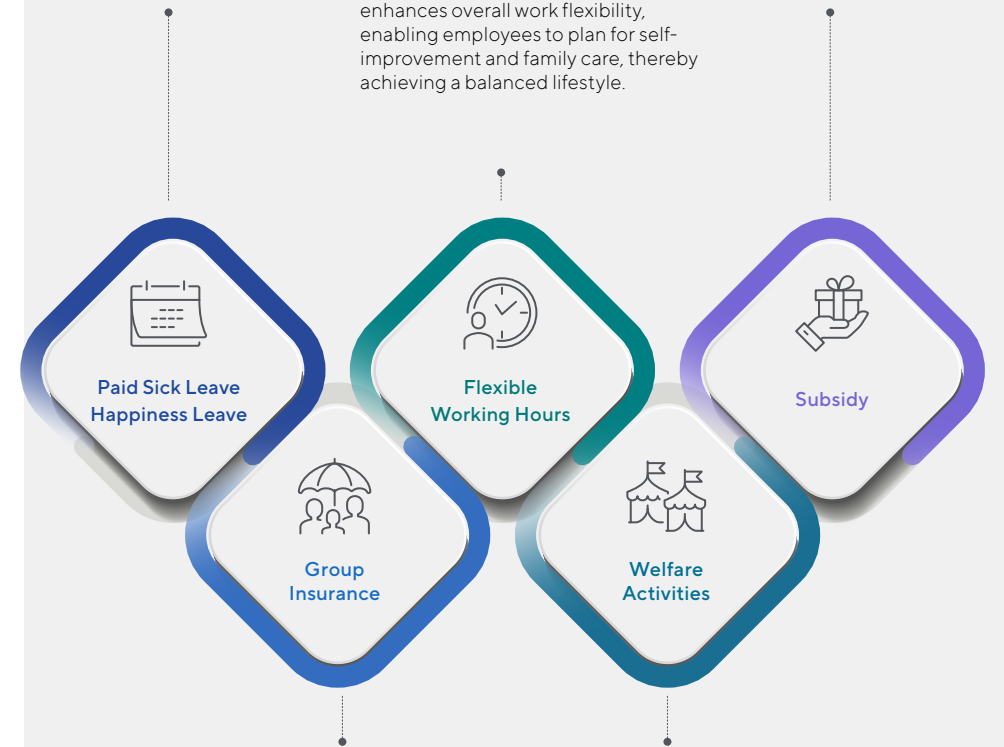 enhances overall work flexibility,
enabling employees to plan for self-
improvement and family care, thereby
achieving a balanced lifestyle.
Paid Sick Leave
Happiness Leave
Flexible
Working Hours
Subsidy
Group
Insurance
Welfare
Activities